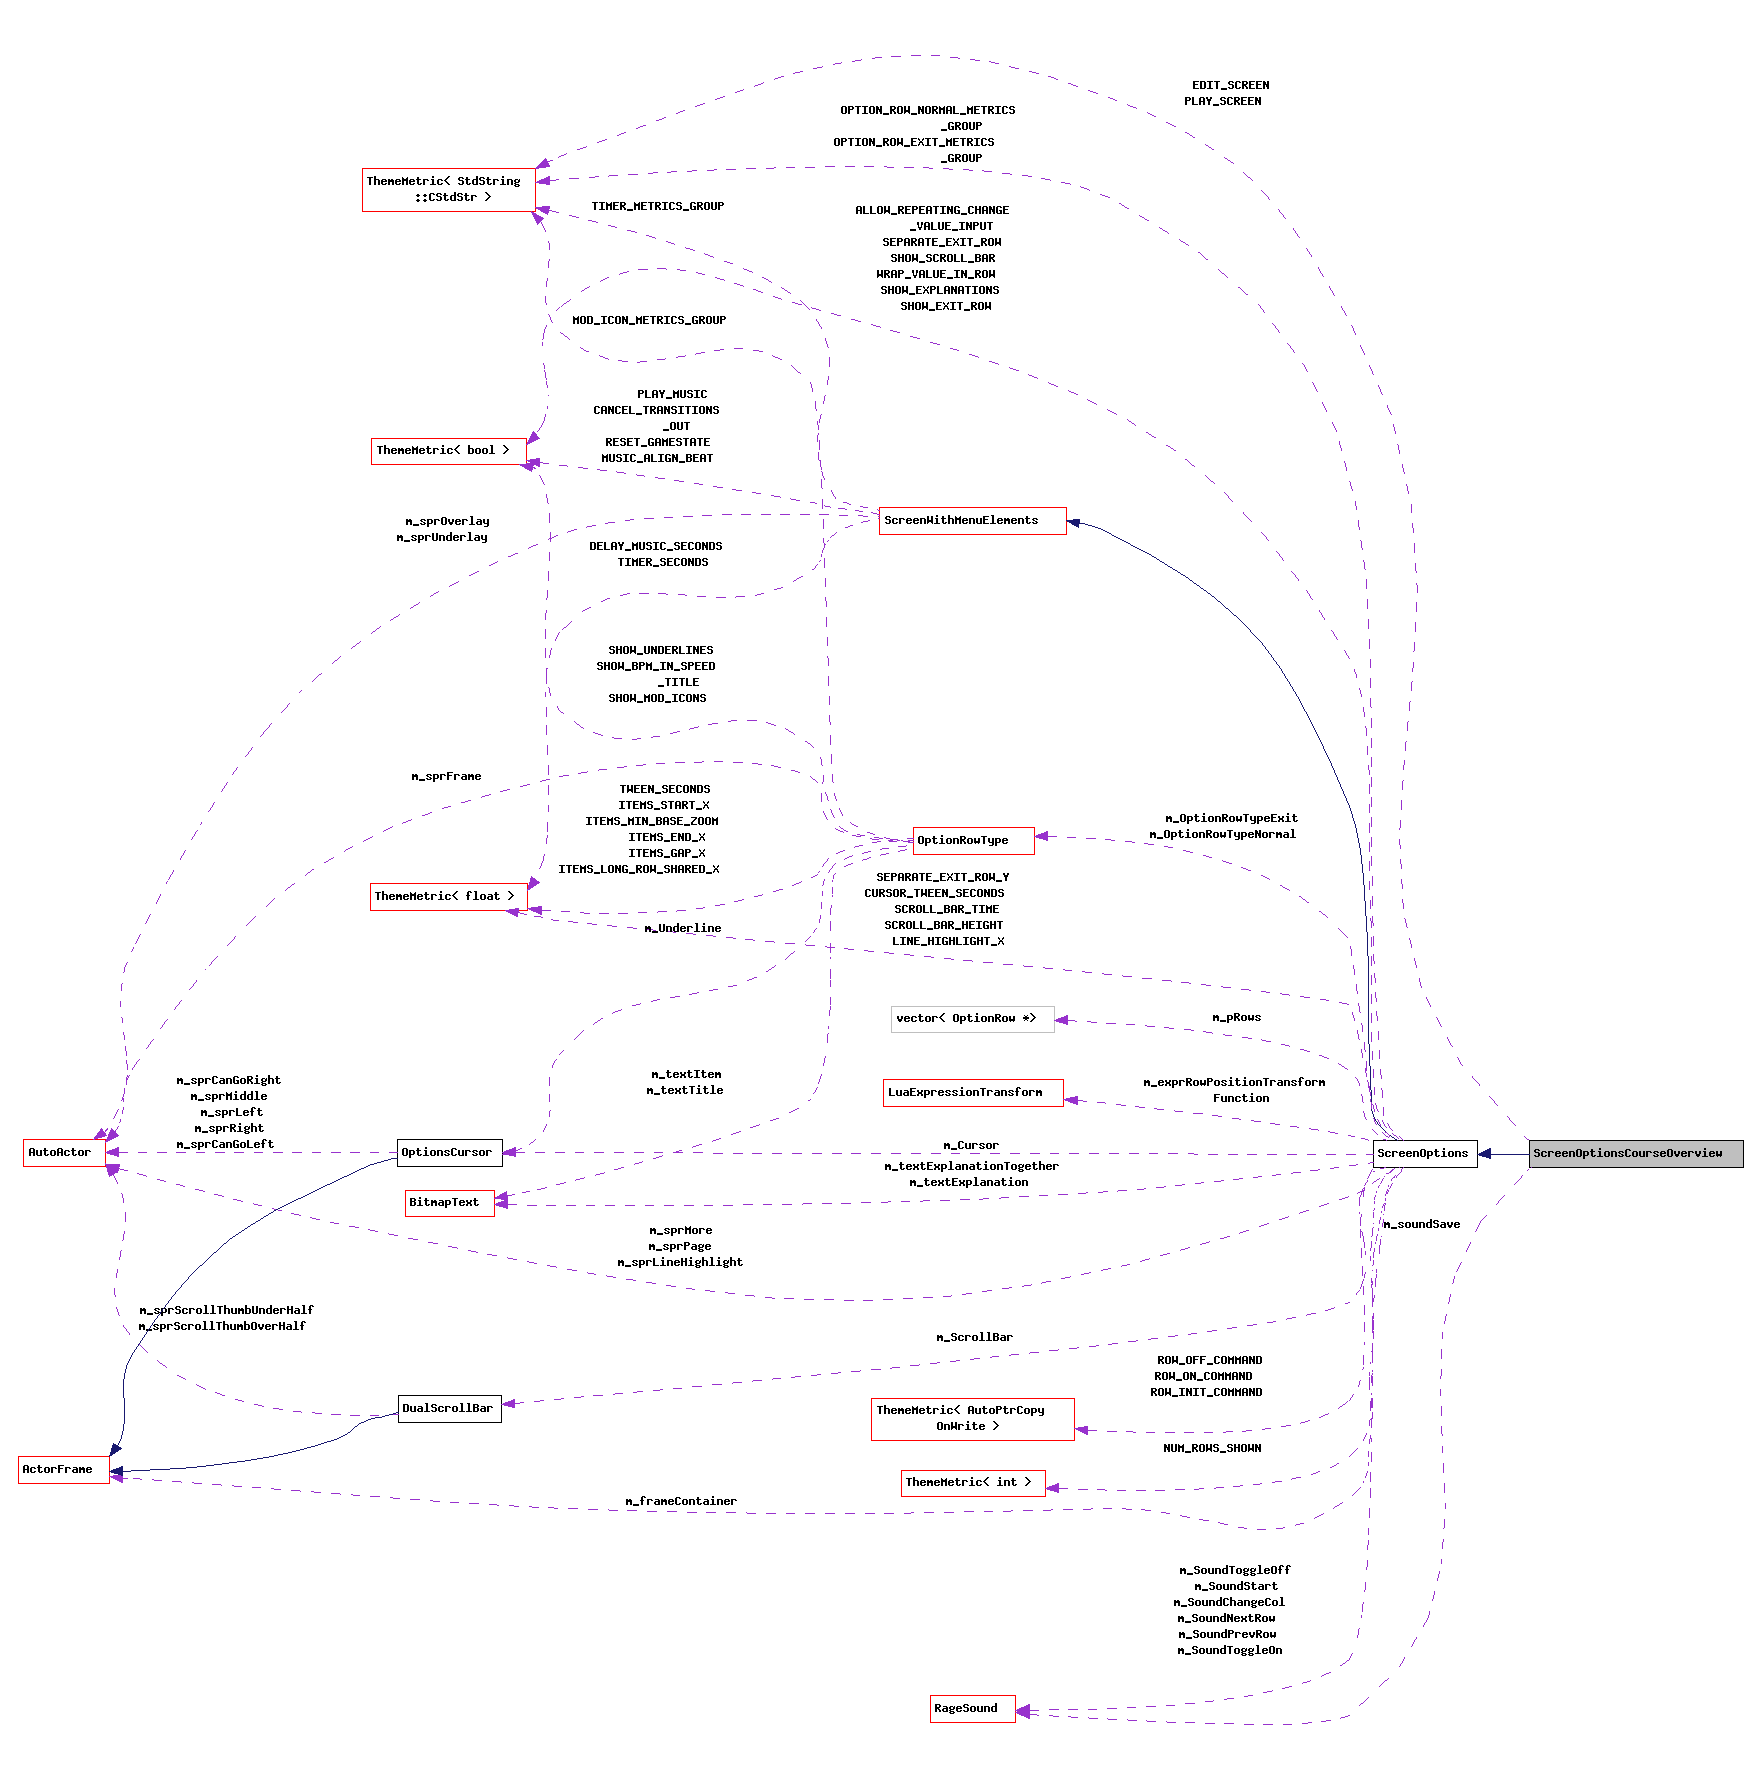 EDIT_SCREEN
PLAY_SCREEN
OPTION_ROW_NORMAL_METRICS
_GROUP
OPTION_ROW_EXIT_METRICS
_GROUP
ThemeMetric< StdString
::CStdStr >
TIMER_METRICS_GROUP
ALLOW_REPEATING_CHANGE
_VALUE_INPUT
SEPARATE_EXIT_ROW
SHOW_SCROLL_BAR
WRAP_VALUE_IN_ROW
SHOW_EXPLANATIONS
SHOW_EXIT_ROW
MOD_ICON_METRICS_GROUP
PLAY_MUSIC
CANCEL_TRANSITIONS
_OUT
RESET_GAMESTATE
MUSIC_ALIGN_BEAT
ThemeMetric< bool >
ScreenWithMenuElements
m_sprOverlay
m_sprUnderlay
DELAY_MUSIC_SECONDS
TIMER_SECONDS
SHOW_UNDERLINES
SHOW_BPM_IN_SPEED
_TITLE
SHOW_MOD_ICONS
m_sprFrame
TWEEN_SECONDS
ITEMS_START_X
ITEMS_MIN_BASE_ZOOM
ITEMS_END_X
ITEMS_GAP_X
ITEMS_LONG_ROW_SHARED_X
m_OptionRowTypeExit
m_OptionRowTypeNormal
OptionRowType
ThemeMetric< float >
SEPARATE_EXIT_ROW_Y
CURSOR_TWEEN_SECONDS
SCROLL_BAR_TIME
SCROLL_BAR_HEIGHT
LINE_HIGHLIGHT_X
m_Underline
vector< OptionRow *>
m_pRows
m_textItem
m_textTitle
LuaExpressionTransform
m_exprRowPositionTransform
Function
m_sprCanGoRight
m_sprMiddle
m_sprLeft
m_sprRight
m_sprCanGoLeft
AutoActor
OptionsCursor
m_Cursor
ScreenOptions
ScreenOptionsCourseOverview
m_textExplanationTogether
m_textExplanation
BitmapText
m_soundSave
m_sprMore
m_sprPage
m_sprLineHighlight
m_sprScrollThumbUnderHalf
m_sprScrollThumbOverHalf
m_ScrollBar
ROW_OFF_COMMAND
ROW_ON_COMMAND
ROW_INIT_COMMAND
DualScrollBar
ThemeMetric< AutoPtrCopy
OnWrite >
NUM_ROWS_SHOWN
ActorFrame
ThemeMetric< int >
m_frameContainer
m_SoundToggleOff
m_SoundStart
m_SoundChangeCol
m_SoundNextRow
m_SoundPrevRow
m_SoundToggleOn
RageSound